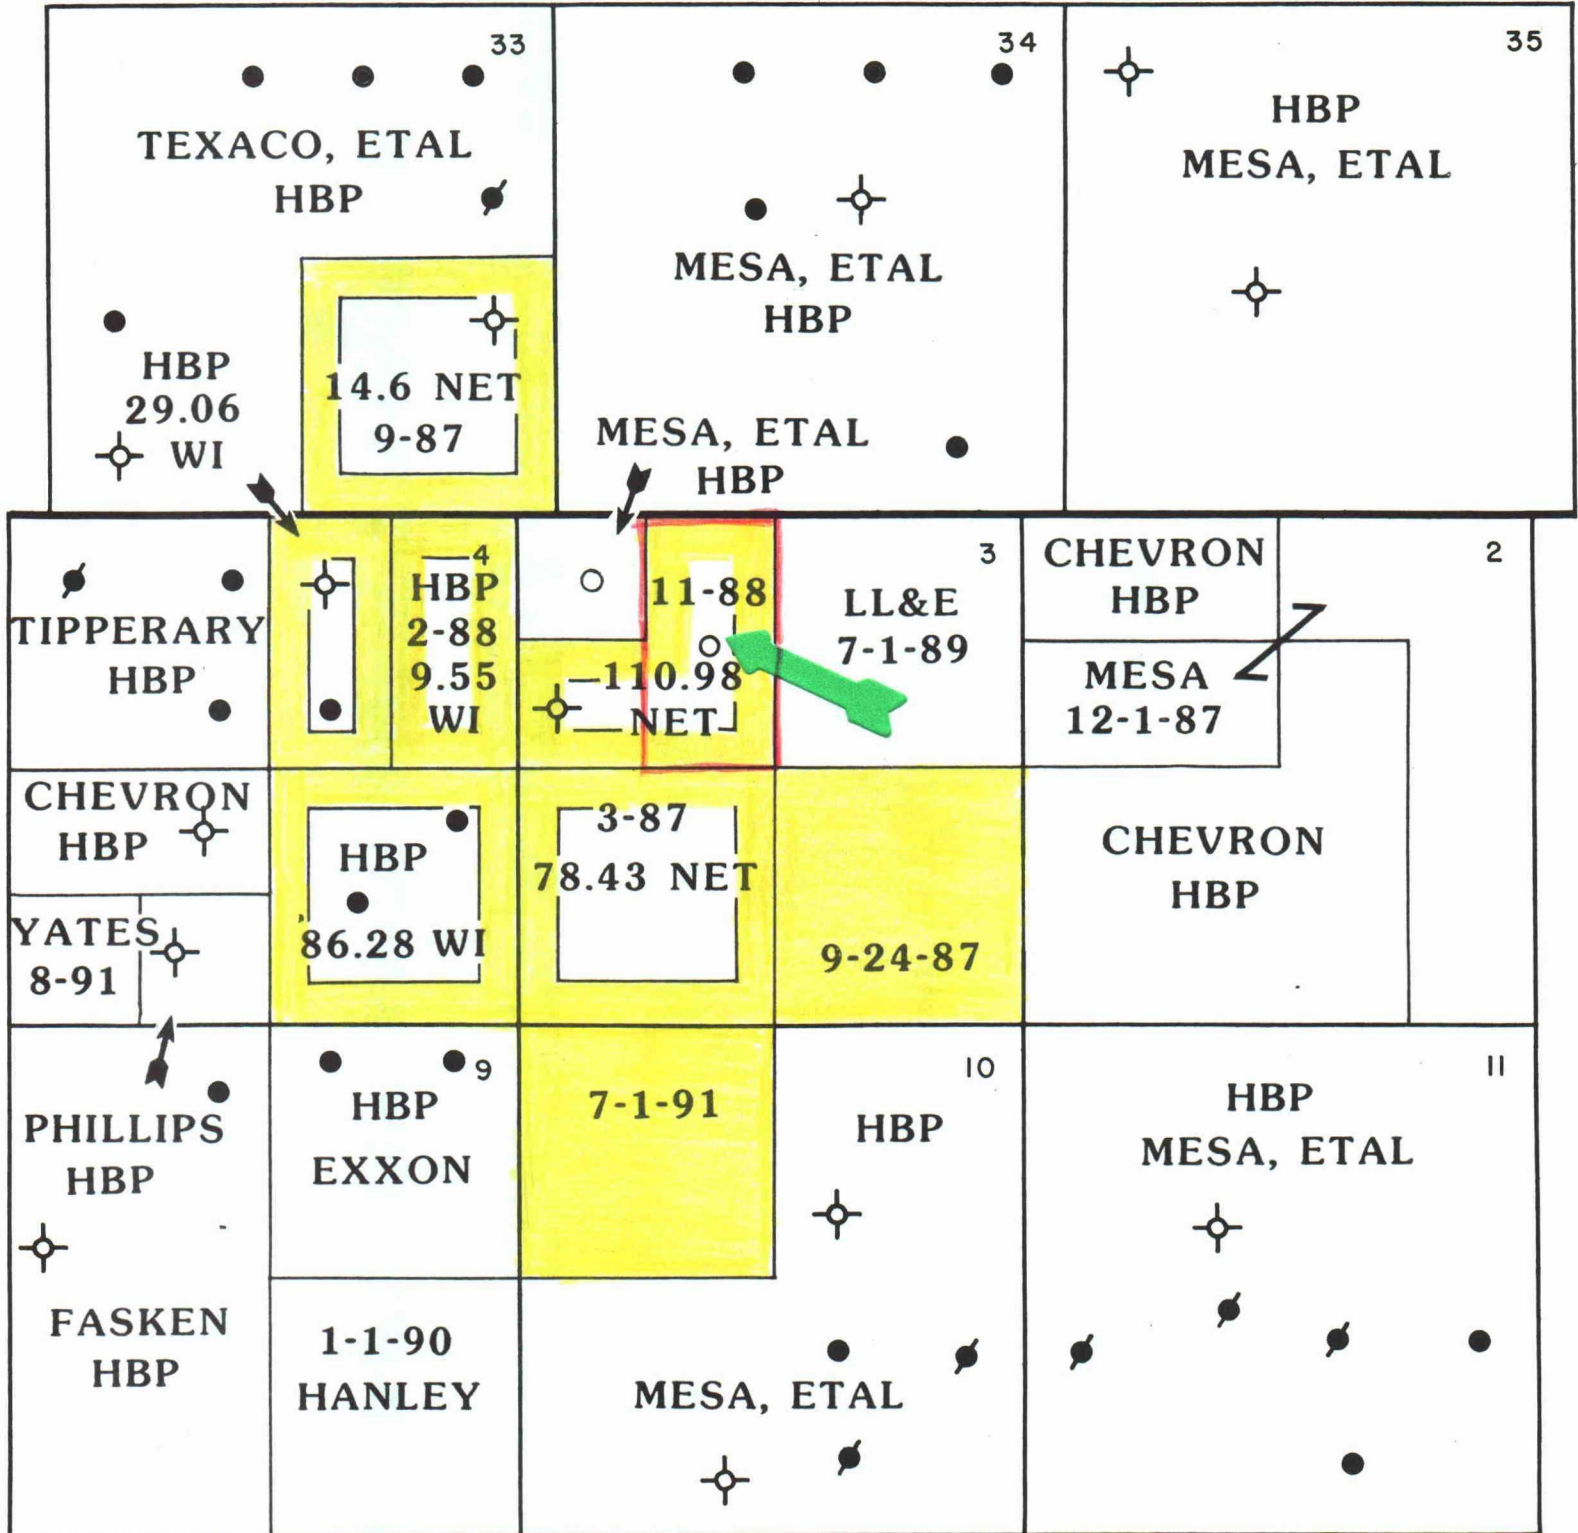 33
TEXACO, ETAL
HBP
HBP
29.06
WI
14.6 NET
9-87
34
MESA, ETAL
HBP
MESA, ETAL
HBP
35
HBP
MESA, ETAL
TIPPERARY
HBP
4
HBP
2-88
9.55
WI
11-88
110.98
NET
3
LL&E
7-1-89
CHEVRON
HBP
2
MESA
12-1-87
CHEVRON
HBP
YATES
8-91
HBP
86.28 WI
3-87
78.43 NET
9-24-87
CHEVRON
HBP
PHILLIPS
HBP
FASKEN
HBP
9
HBP
EXXON
1-1-90
HANLEY
7-1-91
10
HBP
MESA, ETAL
11
HBP
MESA, ETAL